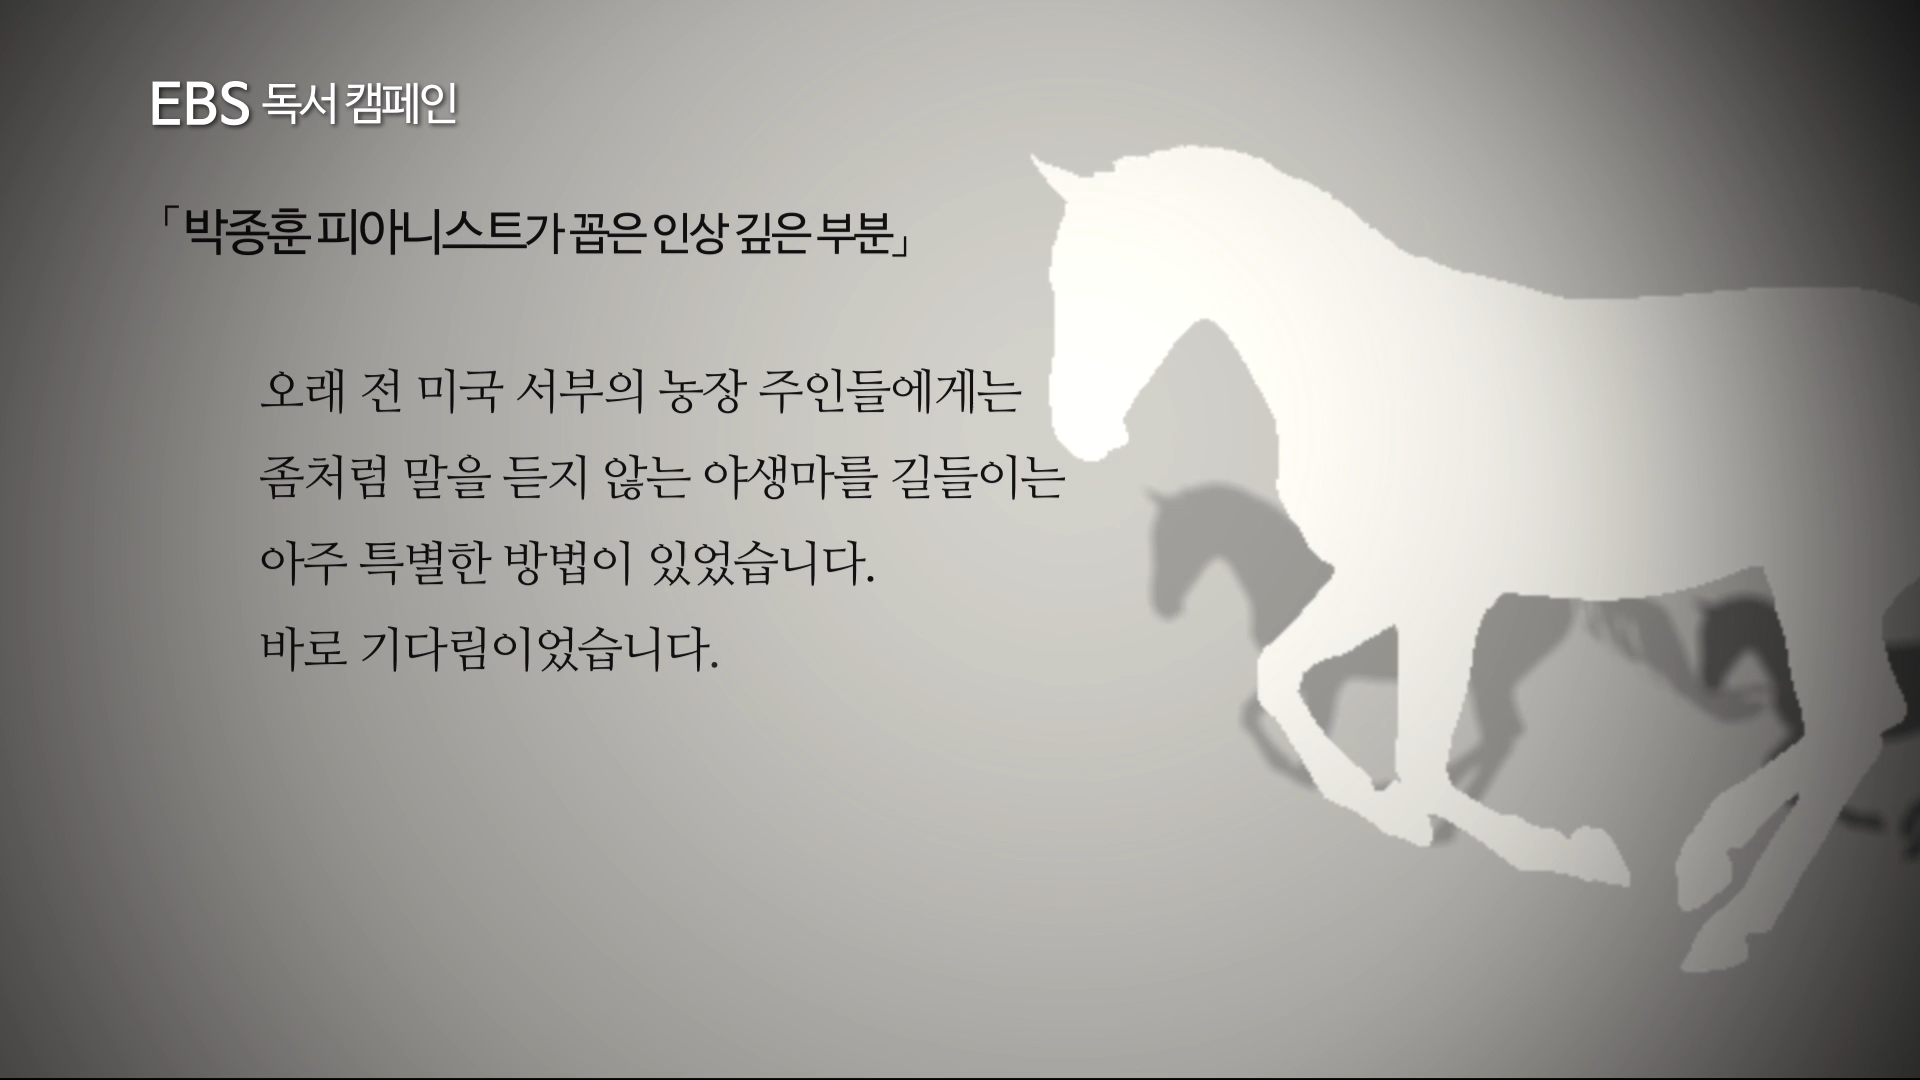 EBS 독서 캠페인
「박종훈 피아니스트가 꼽은 인상 깊은 부분」
오래 전 미국 서부의 농장 주인들에게는
좀처럼 말을 듣지 않는 야생마를 길들이는
아주 특별한 방법이 있었습니다.
바로 기다림이었습니다.